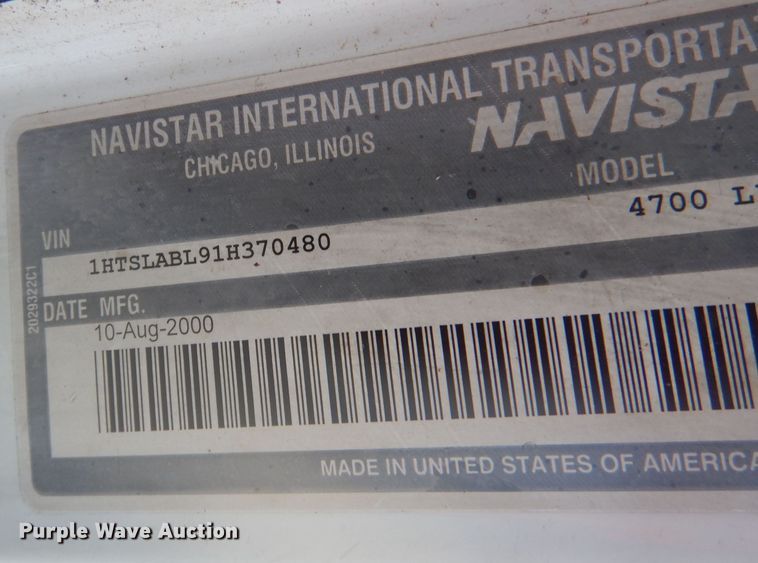 NAVISTAR INTERNATIONAL TRANSPORTA
CHICAGO, ILLINOIS
NAVISTA
MODEL
4700 L
VIN
1HTSLABL91H370480
DATE MFG.
10-Aug-2000
2029322C1
MADE IN UNITED STATES OF AMERICA
Purple Wave Auction